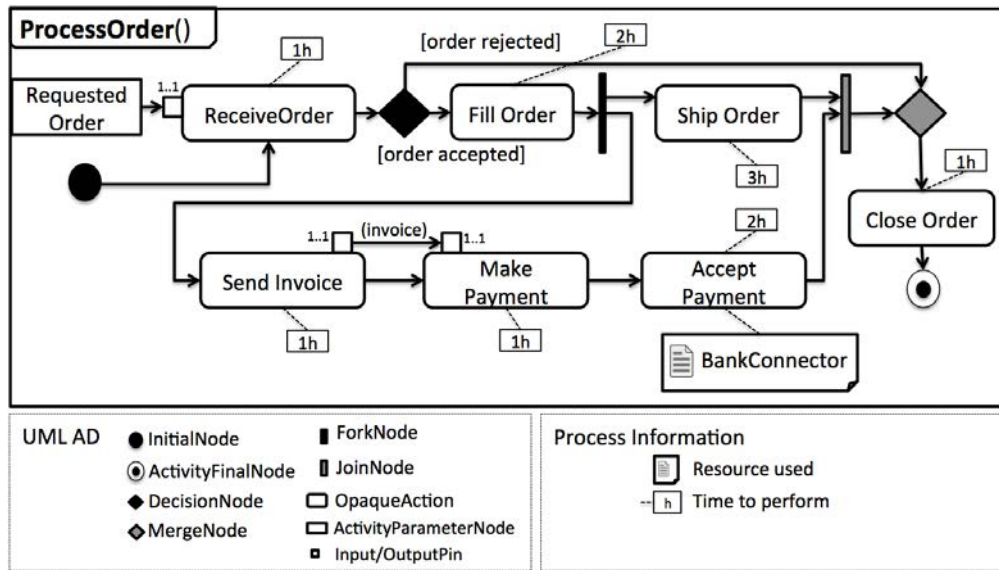 ProcessOrder()
[order rejected]
2h
1h
Requested
Order
1..1
ReceiveOrder
Fill Order
Ship Order
[order accepted]
3h
1h
Close Order
1..1
(invoice)
1..1
2h
Send Invoice
Make
Payment
Accept
Payment
1h
1h
BankConnector
UML AD
InitialNode
ActivityFinalNode
DecisionNode
MergeNode
ForkNode
JoinNode
OpaqueAction
ActivityParameterNode
Input/OutputPin
Process Information
Resource used
h
Time to perform